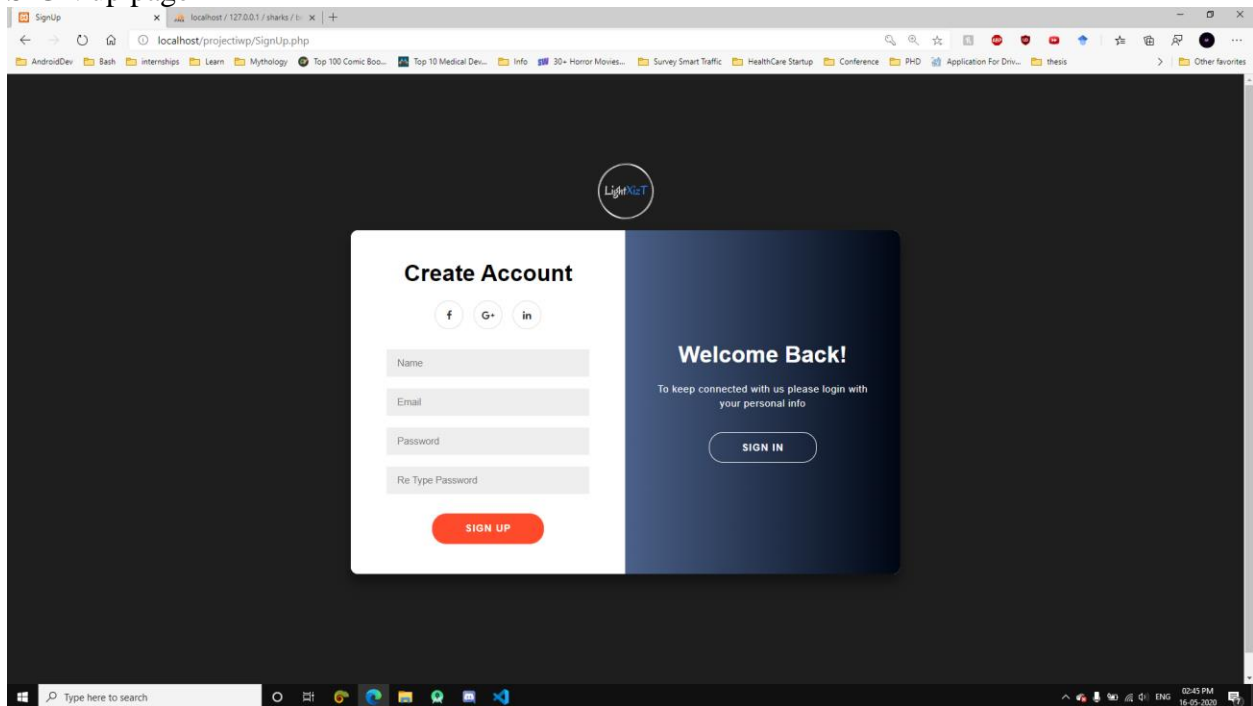 SignUp
localhost / 127.0.0.1 / sharks / b
localhost/projectiwp/SignUp.php
AndroidDev Bash internships Learn Mythology Top 100 Comic Boo... Top 10 Medical Dev... Info 30+ Horror Movies... Survey Smart Traffic HealthCare Startup Conference PHD Application For Driv... thesis Other favorites
LightXizT
Create Account
f G+ in
Name
Email
Password
Re Type Password
SIGN UP
Welcome Back!
To keep connected with us please login with
your personal info
SIGN IN
Type here to search
ENG
02:45 PM
16-05-2020